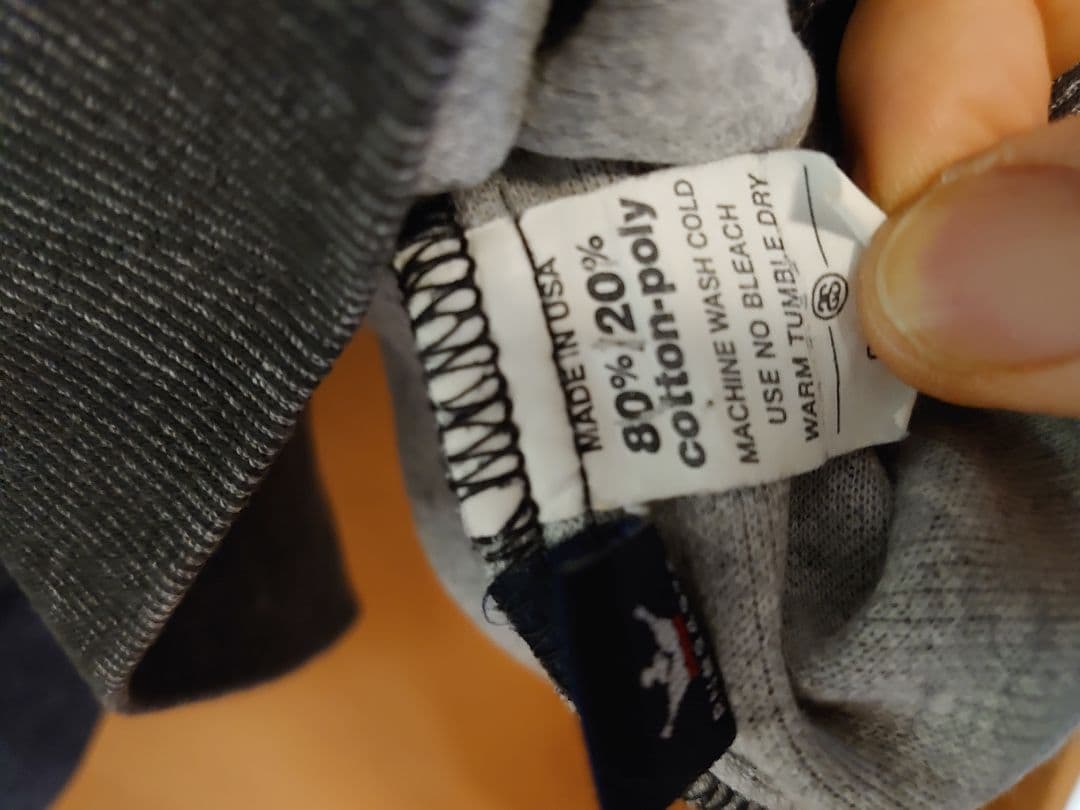 MADE IN USA
80%/20%
cotton-poly
MACHINE WASH COLD
USE NO BLEACH
WARM TUMBLE DRY